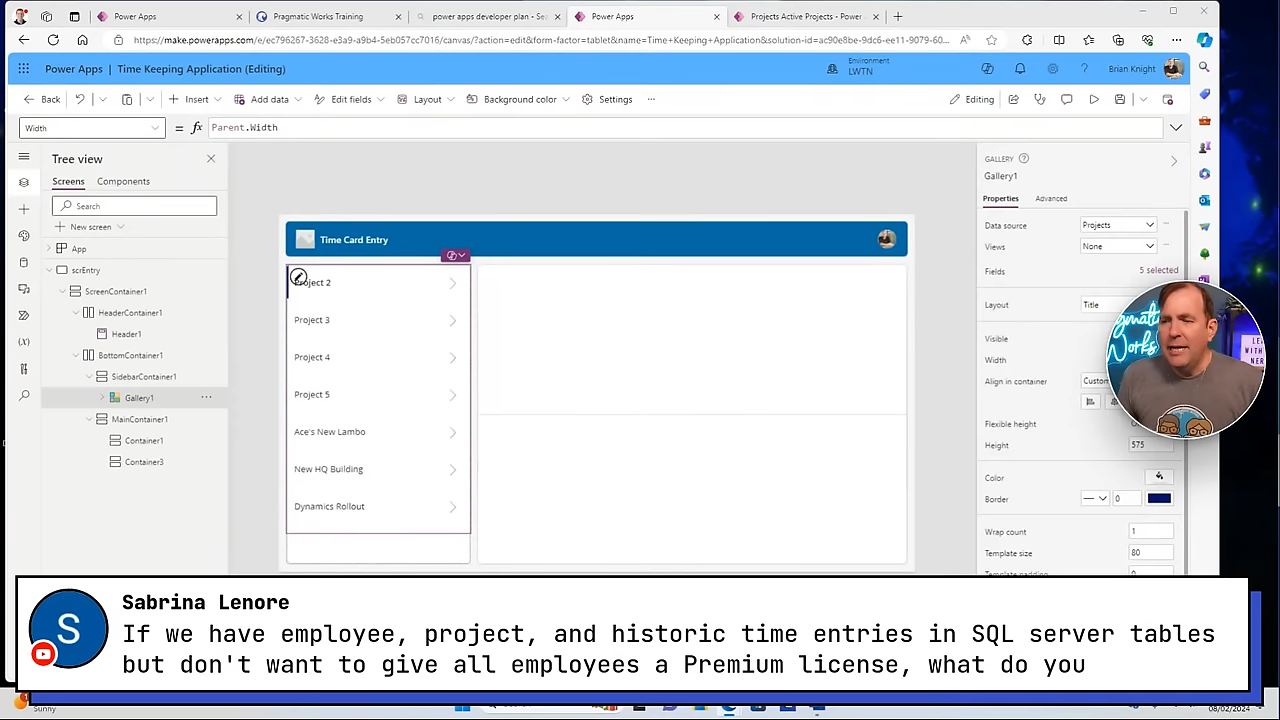 Power Apps
Pragmatic Works Training
power apps developer plan - Se
Power Apps
Projects Active Projects - Power
https://make.powerapps.com/e/ec796267-3628-e3a9-a9b4-5eb057cc7016/canvas/?action=edit&form-factor=tablet&name=Time+Keeping+Application&solution-id=ac90e8be-9dc6-ee11-9079-60...
Power Apps | Time Keeping Application (Editing)
Environment
LWTN
Brian Knight
Back
Insert
Add data
Edit fields
Layout
Background color
Settings
Editing
Width
= fx Parent.Width
Tree view
Screens Components
Search
New screen
App
scrEntry
ScreenContainer1
HeaderContainer1
Header1
BottomContainer1
SidebarContainer1
Gallery1
MainContainer1
Container1
Container3
Time Card Entry
Project 2
Project 3
Project 4
Project 5
Ace's New Lambo
New HQ Building
Dynamics Rollout
GALLERY
Gallery1
Properties Advanced
Data source Projects
Views None
Fields 5 selected
Layout Title
Visible
Width
Align in container Custom
Flexible height
Height 575
Color
Border 0
Wrap count 1
Template size 80
Template padding 0
Sabrina Lenore
S
If we have employee, project, and historic time entries in SQL server tables
but don't want to give all employees a Premium license, what do you
Sunny
08/02/2024